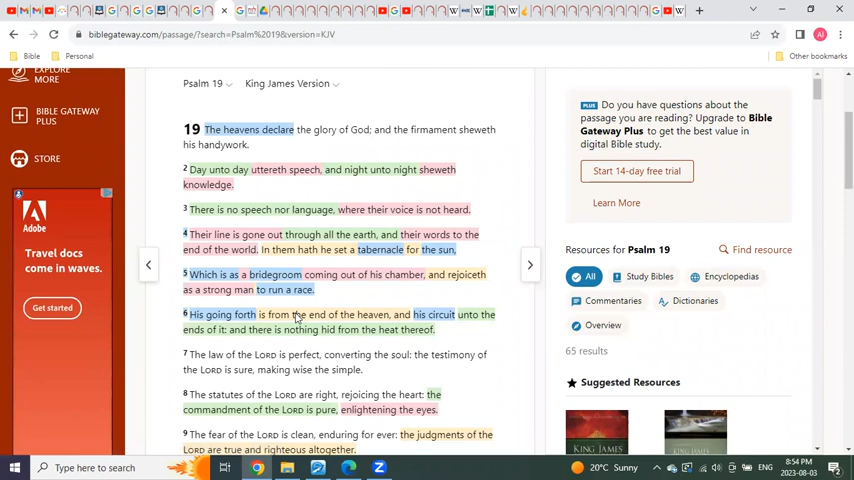 biblegateway.com/passage/?search=Psalm%2019&version=KJV
AI
Bible
Personal
Other bookmarks
EXPLORE
MORE
BIBLE GATEWAY
PLUS
STORE
Adobe
Travel docs
come in waves.
Get started
Psalm 19
King James Version
19 The heavens declare the glory of God; and the firmament sheweth
his handywork.
2 Day unto day uttereth speech, and night unto night sheweth
knowledge.
3 There is no speech nor language, where their voice is not heard.
4 Their line is gone out through all the earth, and their words to the
end of the world. In them hath he set a tabernacle for the sun,
5 Which is as a bridegroom coming out of his chamber, and rejoiceth
as a strong man to run a race.
6 His going forth is from the end of the heaven, and his circuit unto the
ends of it: and there is nothing hid from the heat thereof.
7 The law of the LORD is perfect, converting the soul: the testimony of
the LORD is sure, making wise the simple.
8 The statutes of the LORD are right, rejoicing the heart: the
commandment of the LORD is pure, enlightening the eyes.
9 The fear of the LORD is clean, enduring for ever: the judgments of the
LORD are true and righteous altogether.
PLUS Do you have questions about the
passage you are reading? Upgrade to Bible
Gateway Plus to get the best value in
digital Bible study.
Start 14-day free trial
Learn More
Resources for Psalm 19
Find resource
All
Study Bibles
Encyclopedias
Commentaries
Dictionaries
Overview
65 results
Suggested Resources
KING JAMES
KING JAMES
Type here to search
20°C Sunny
ENG
8:54 PM
2023-08-03
2